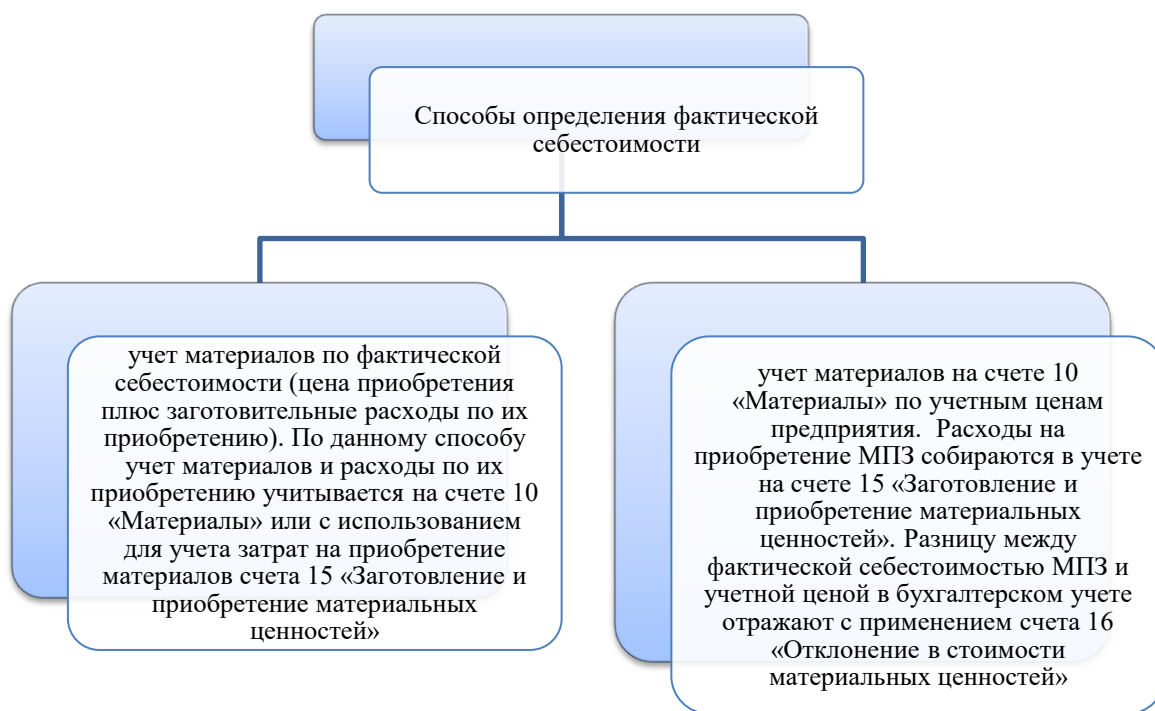 Способы определения фактической
себестоимости
учет материалов по фактической
себестоимости (цена приобретения
плюс заготовительные расходы по их
приобретению). По данному способу
учет материалов и расходы по их
приобретению учитывается на счете 10
«Материалы» или с использованием
для учета затрат на приобретение
материалов счета 15 «Заготовление и
приобретение материальных
ценностей»
учет материалов на счете 10
«Материалы» по учетным ценам
предприятия.  Расходы на
приобретение МПЗ собираются в учете
на счете 15 «Заготовление и
приобретение материальных
ценностей». Разницу между
фактической себестоимостью МПЗ и
учетной ценой в бухгалтерском учете
отражают с применением счета 16
«Отклонение в стоимости
материальных ценностей»